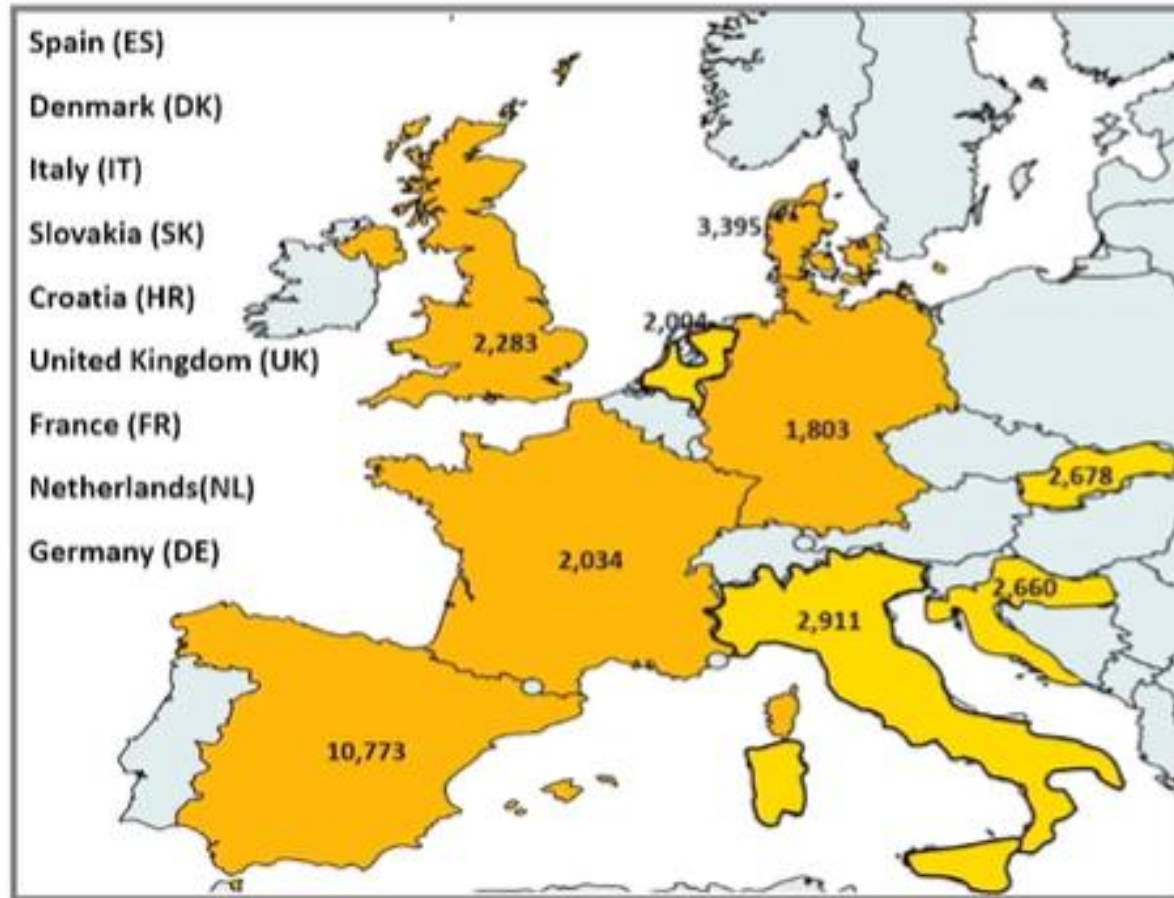 Spain (ES)
Denmark (DK)
Italy (IT)
Slovakia (SK)
Croatia (HR)
United Kingdom (UK)
France (FR)
Netherlands(NL)
Germany (DE)
3,395
2,004
2,283
1,803
2,678
2,034
2,660
2,911
10,773